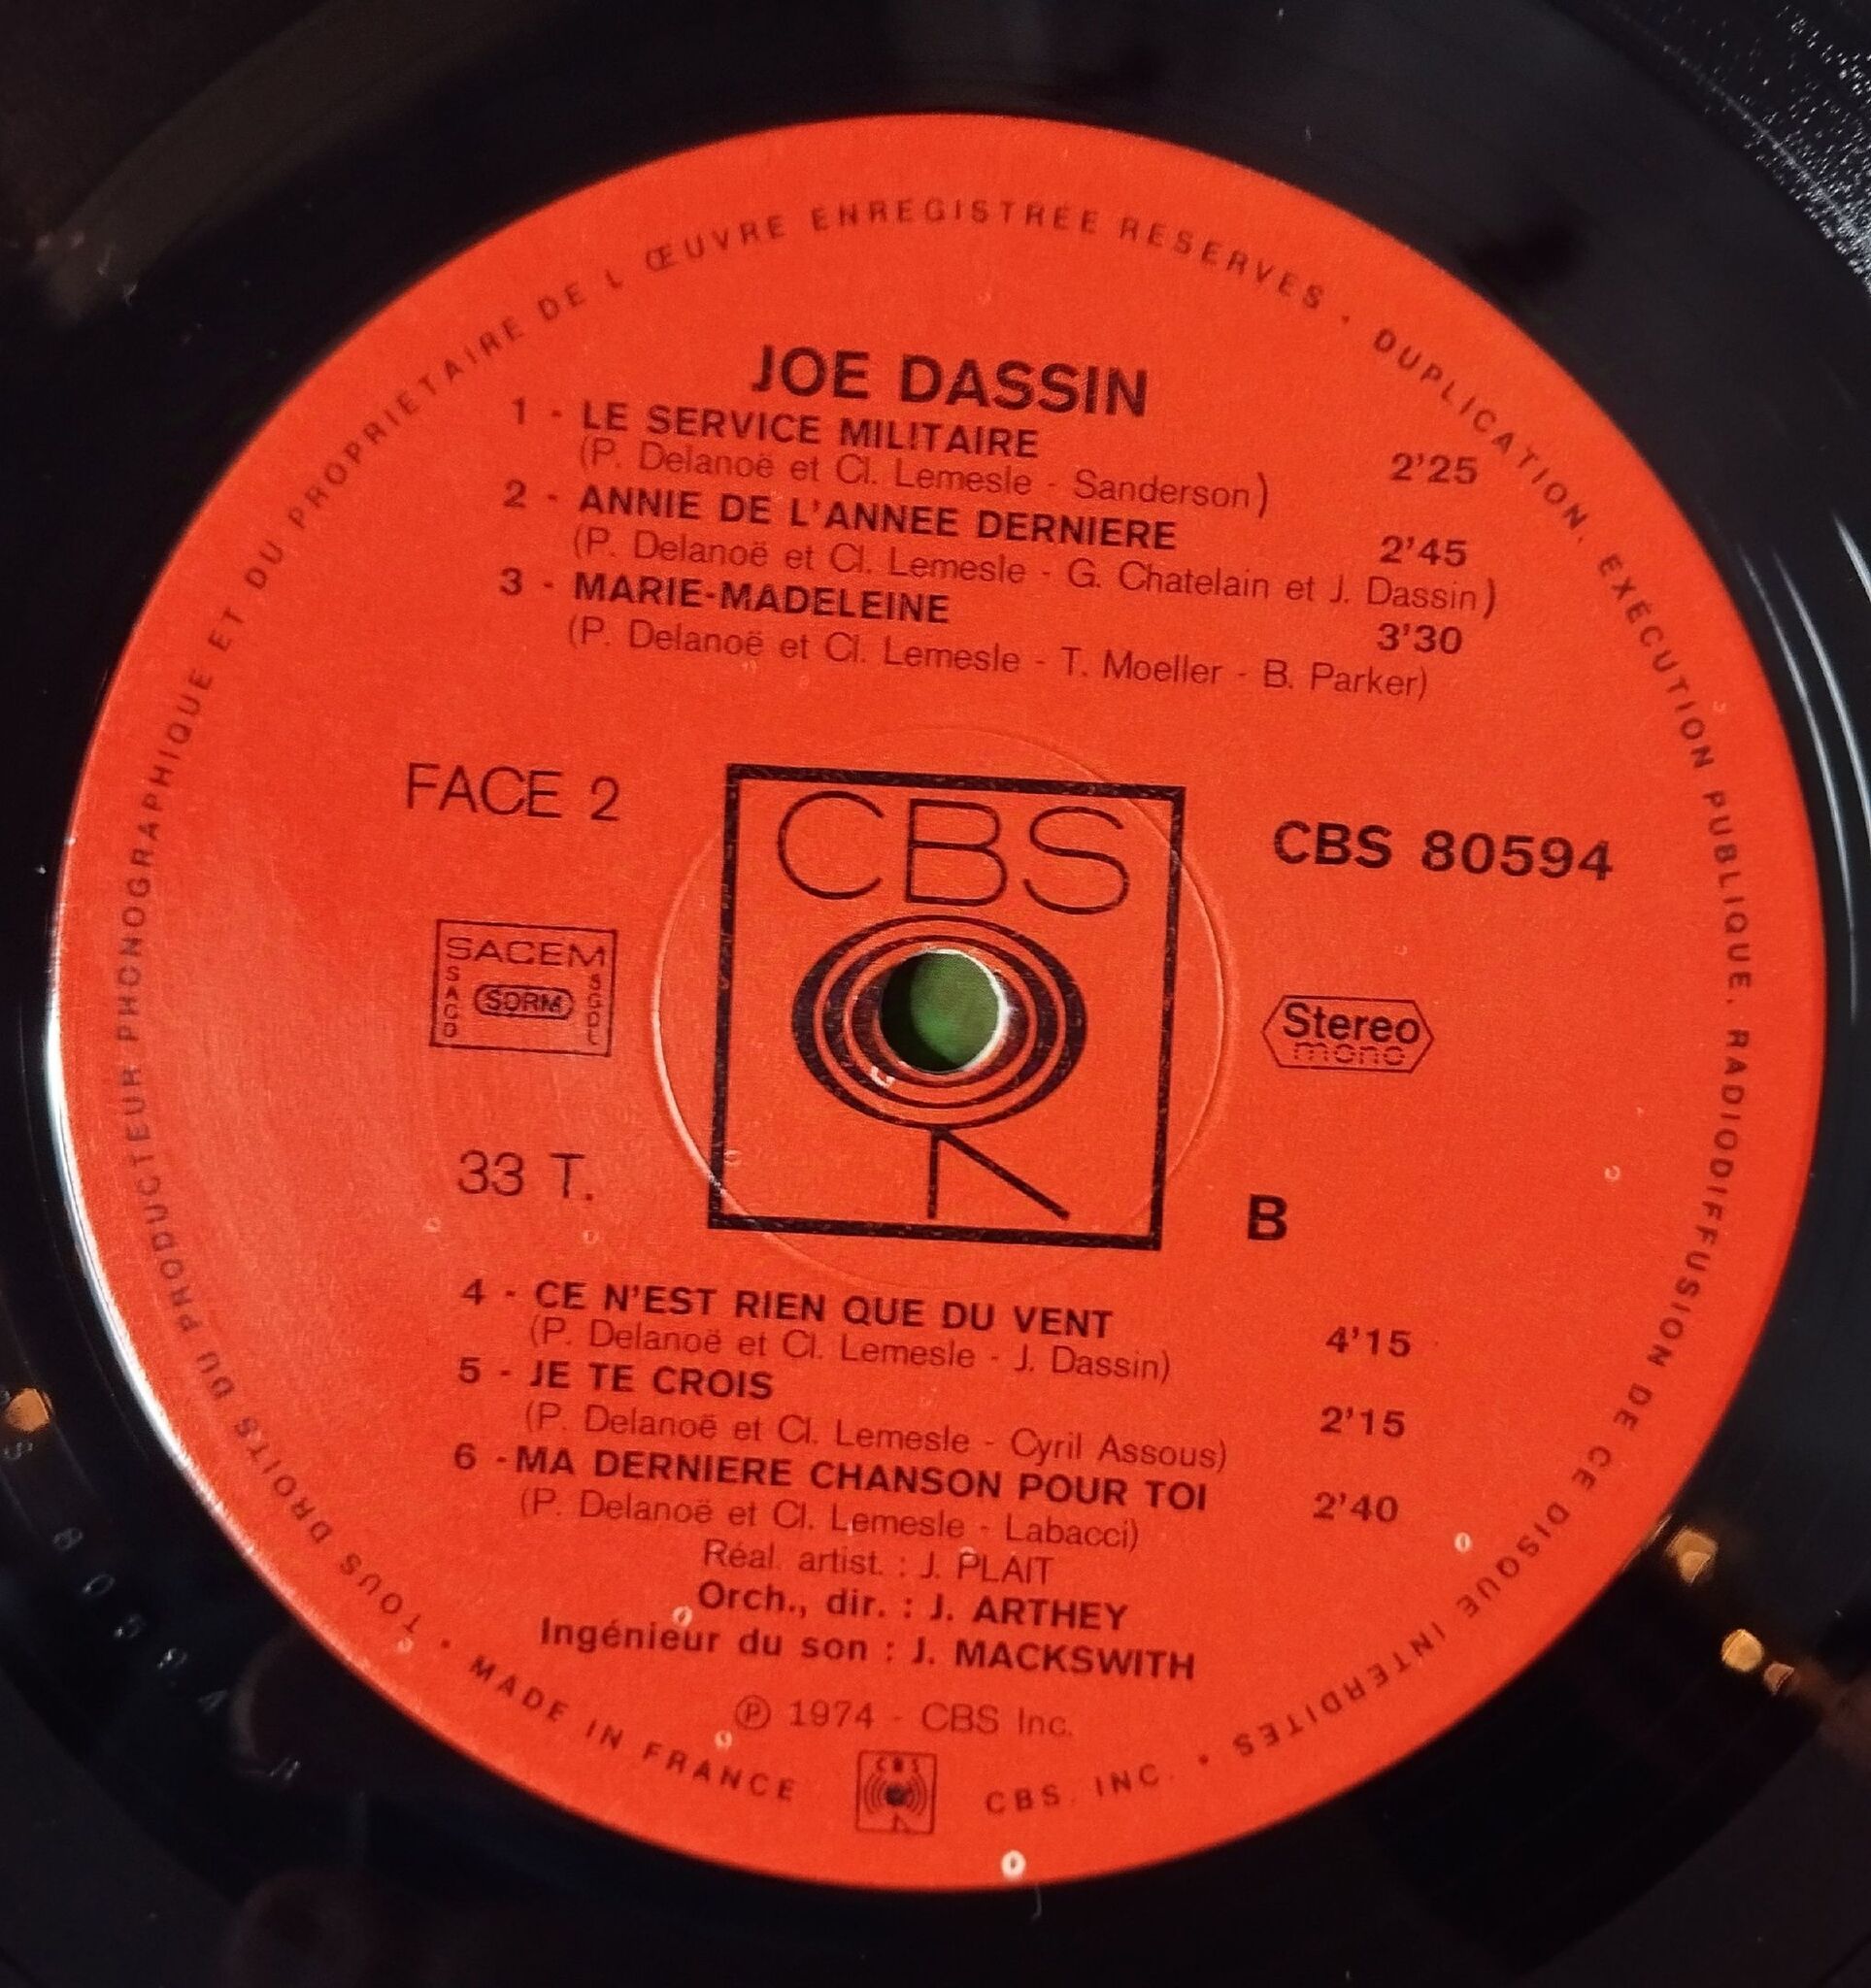 JOE DASSIN
1 - LE SERVICE MILITAIRE 2'25
(P. Delanoë et Cl. Lemesle - Sanderson)
2 - ANNIE DE L'ANNEE DERNIERE 2'45
(P. Delanoë et Cl. Lemesle - G. Chatelain et J. Dassin)
3 - MARIE-MADELEINE 3'30
(P. Delanoë et Cl. Lemesle - T. Moeller - B. Parker)
FACE 2
CBS
CBS 80594
SACEM
SACD
SDRM
SGDL
Stereo
mono
33 T.
B
4 - CE N'EST RIEN QUE DU VENT 4'15
(P. Delanoë et Cl. Lemesle - J. Dassin)
5 - JE TE CROIS 2'15
(P. Delanoë et Cl. Lemesle - Cyril Assous)
6 - MA DERNIERE CHANSON POUR TOI 2'40
(P. Delanoë et Cl. Lemesle - Labacci)
Réal. artist. : J. PLAIT
Orch., dir. : J. ARTHEY
Ingénieur du son : J. MACKSWITH
℗ 1974 - CBS Inc.
CBS
TOUS DROITS DU PRODUCTEUR PHONOGRAPHIQUE ET DU PROPRIETAIRE DE L ŒUVRE ENREGISTREE RESERVES · DUPLICATION, EXÉCUTION PUBLIQUE, RADIODIFFUSION DE CE DISQUE INTERDITES · CBS. INC.
· MADE IN FRANCE